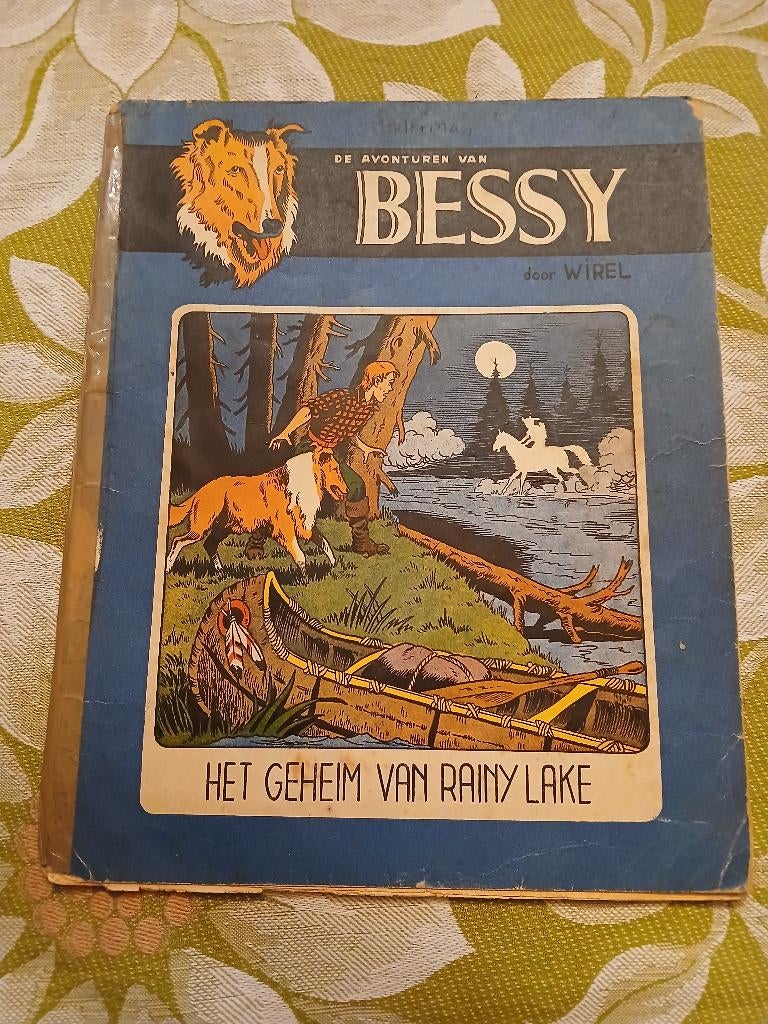 DE AVONTUREN VAN
BESSY
door WIREL
HET GEHEIM VAN RAINY LAKE